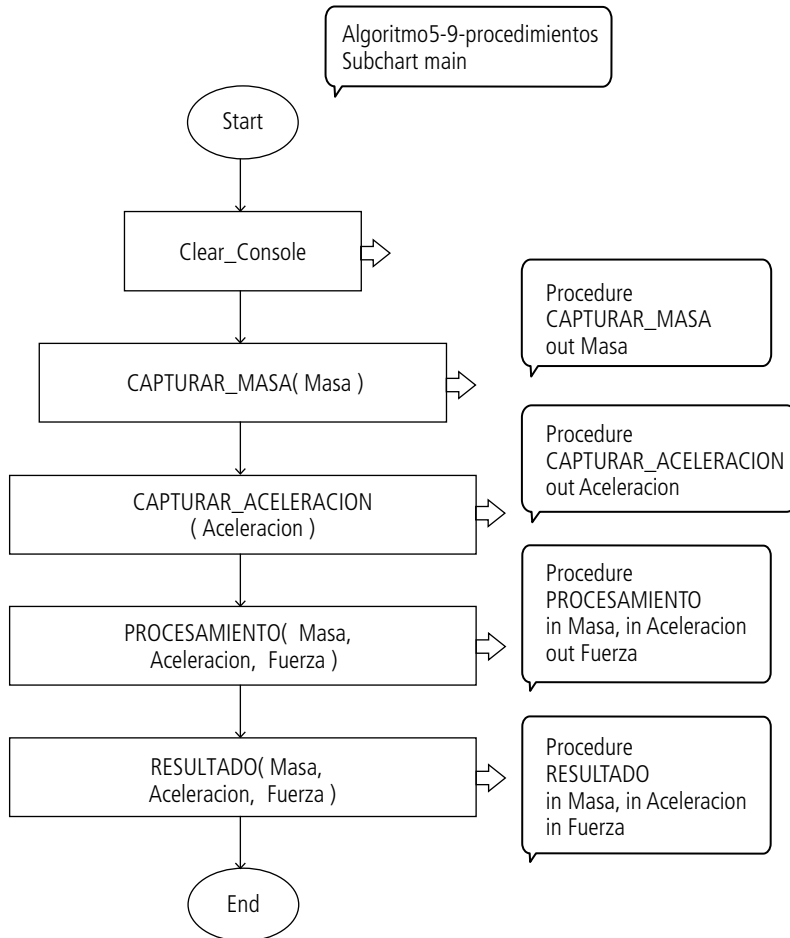 Algoritmo5-9-procedimientos
Subchart main
Start
Clear_Console
CAPTURAR_MASA( Masa )
Procedure
CAPTURAR_MASA
out Masa
CAPTURAR_ACELERACION
( Aceleracion )
Procedure
CAPTURAR_ACELERACION
out Aceleracion
PROCESAMIENTO( Masa,
Aceleracion, Fuerza )
Procedure
PROCESAMIENTO
in Masa, in Aceleracion
out Fuerza
RESULTADO( Masa,
Aceleracion, Fuerza )
Procedure
RESULTADO
in Masa, in Aceleracion
in Fuerza
End